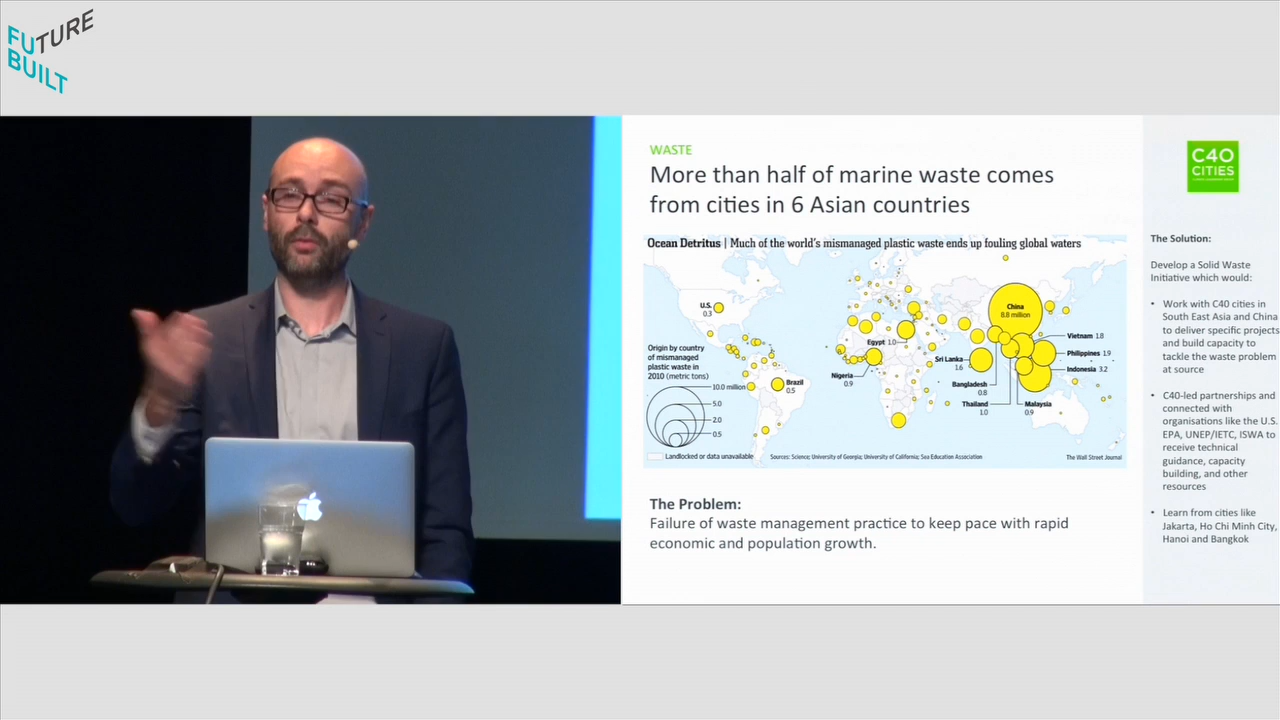 FUTURE
BUILT
WASTE
More than half of marine waste comes
from cities in 6 Asian countries
Ocean Detritus | Much of the world's mismanaged plastic waste ends up fouling global waters
U.S.
0.3
China
8.8 million
Vietnam 1.8
Egypt 1.0
Philippines 1.9
Origin by country
of mismanaged
plastic waste in
2010 (metric tons)
Sri Lanka
1.6
Indonesia 3.2
Nigeria
0.9
Brazil
0.5
Bangladesh
0.8
10.0 million
5.0
2.0
0.5
Thailand
1.0
Malaysia
0.9
Landlocked or data unavailable
Sources: Science; University of Georgia; University of California; Sea Education Association
The Wall Street Journal
The Problem:
Failure of waste management practice to keep pace with rapid
economic and population growth.
C40
CITIES
The Solution:
Develop a Solid Waste
Initiative which would:
• Work with C40 cities in
South East Asia and China
to deliver specific projects
and build capacity to
tackle the waste problem
at source
• C40-led partnerships and
connected with
organisations like the U.S.
EPA, UNEP/IETC, ISWA to
receive technical
guidance, capacity
building, and other
resources
• Learn from cities like
Jakarta, Ho Chi Minh City,
Hanoi and Bangkok